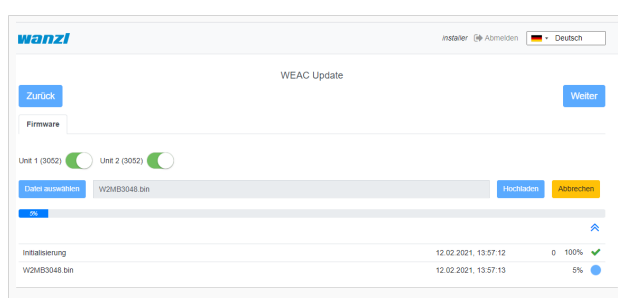 wanzl
installer Abmelden Deutsch
WEAC Update
Zurück Weiter
Firmware
Unit 1 (3052) Unit 2 (3052)
Datei auswählen W2MB3048.bin Hochladen Abbrechen
5%
Initialisierung 12.02.2021, 13:57:12 0 100%
W2MB3048.bin 12.02.2021, 13:57:13 5%